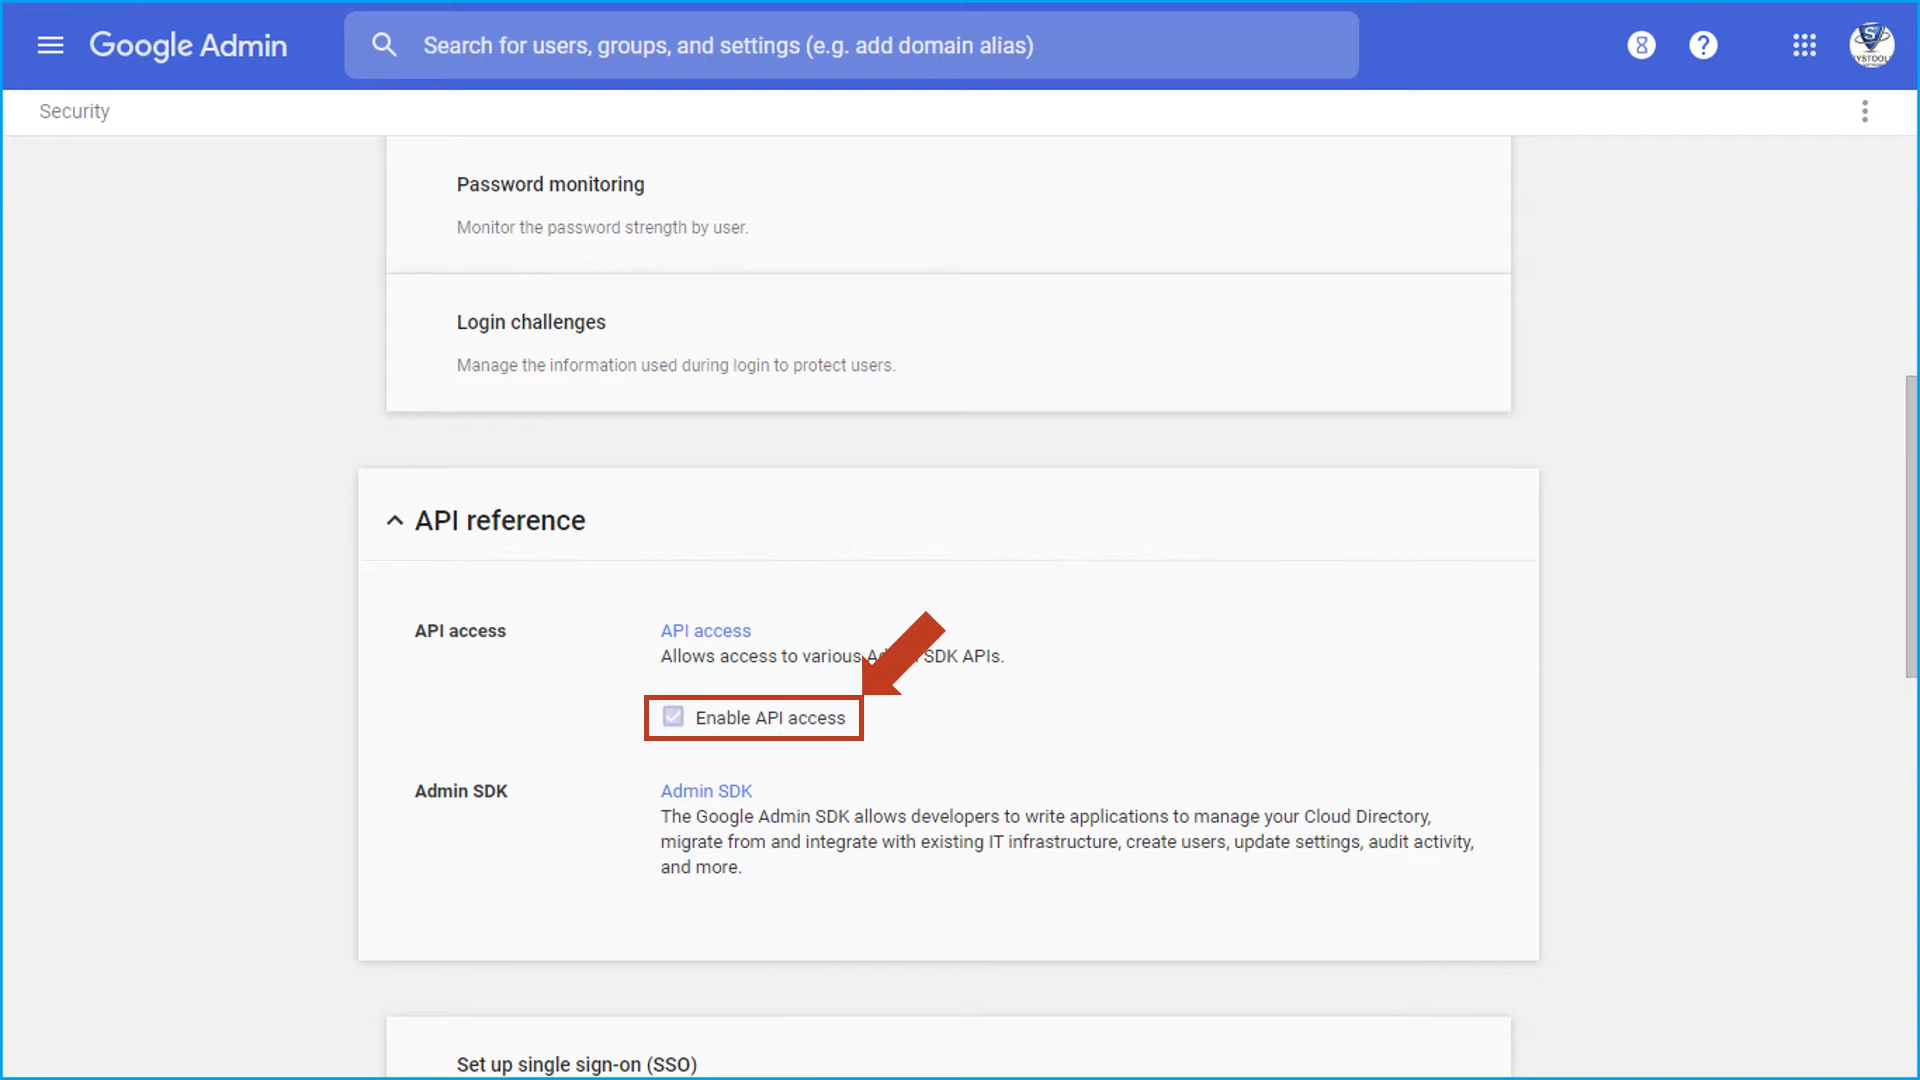 Google Admin
Search for users, groups, and settings (e.g. add domain alias)
Security
Password monitoring
Monitor the password strength by user.
Login challenges
Manage the information used during login to protect users.
API reference
API access
API access
Allows access to various SDK APIs.
Enable API access
Admin SDK
Admin SDK
The Google Admin SDK allows developers to write applications to manage your Cloud Directory,
migrate from and integrate with existing IT infrastructure, create users, update settings, audit activity,
and more.
Set up single sign-on (SSO)